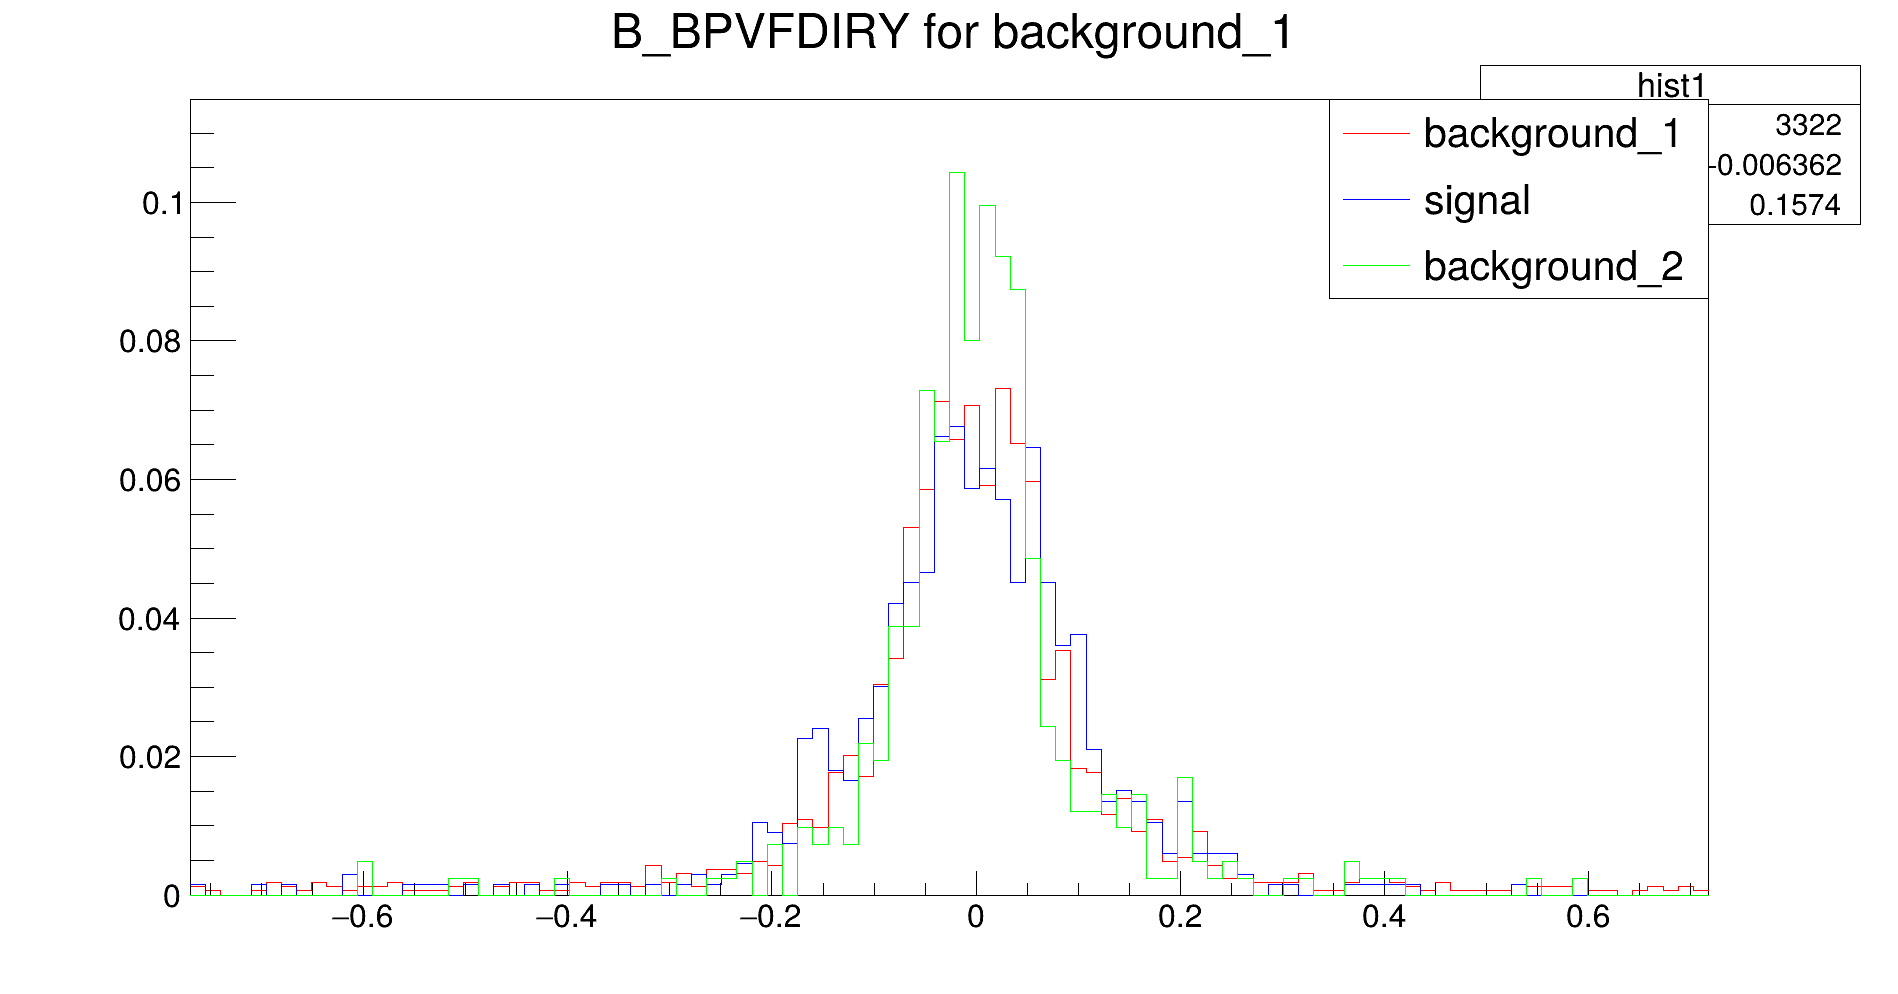 B_BPVFDIRY for background_1
hist1
background_1
signal
background_2
3322
-0.006362
0.1574
0.1
0.08
0.06
0.04
0.02
0
−0.6 −0.4 −0.2 0 0.2 0.4 0.6